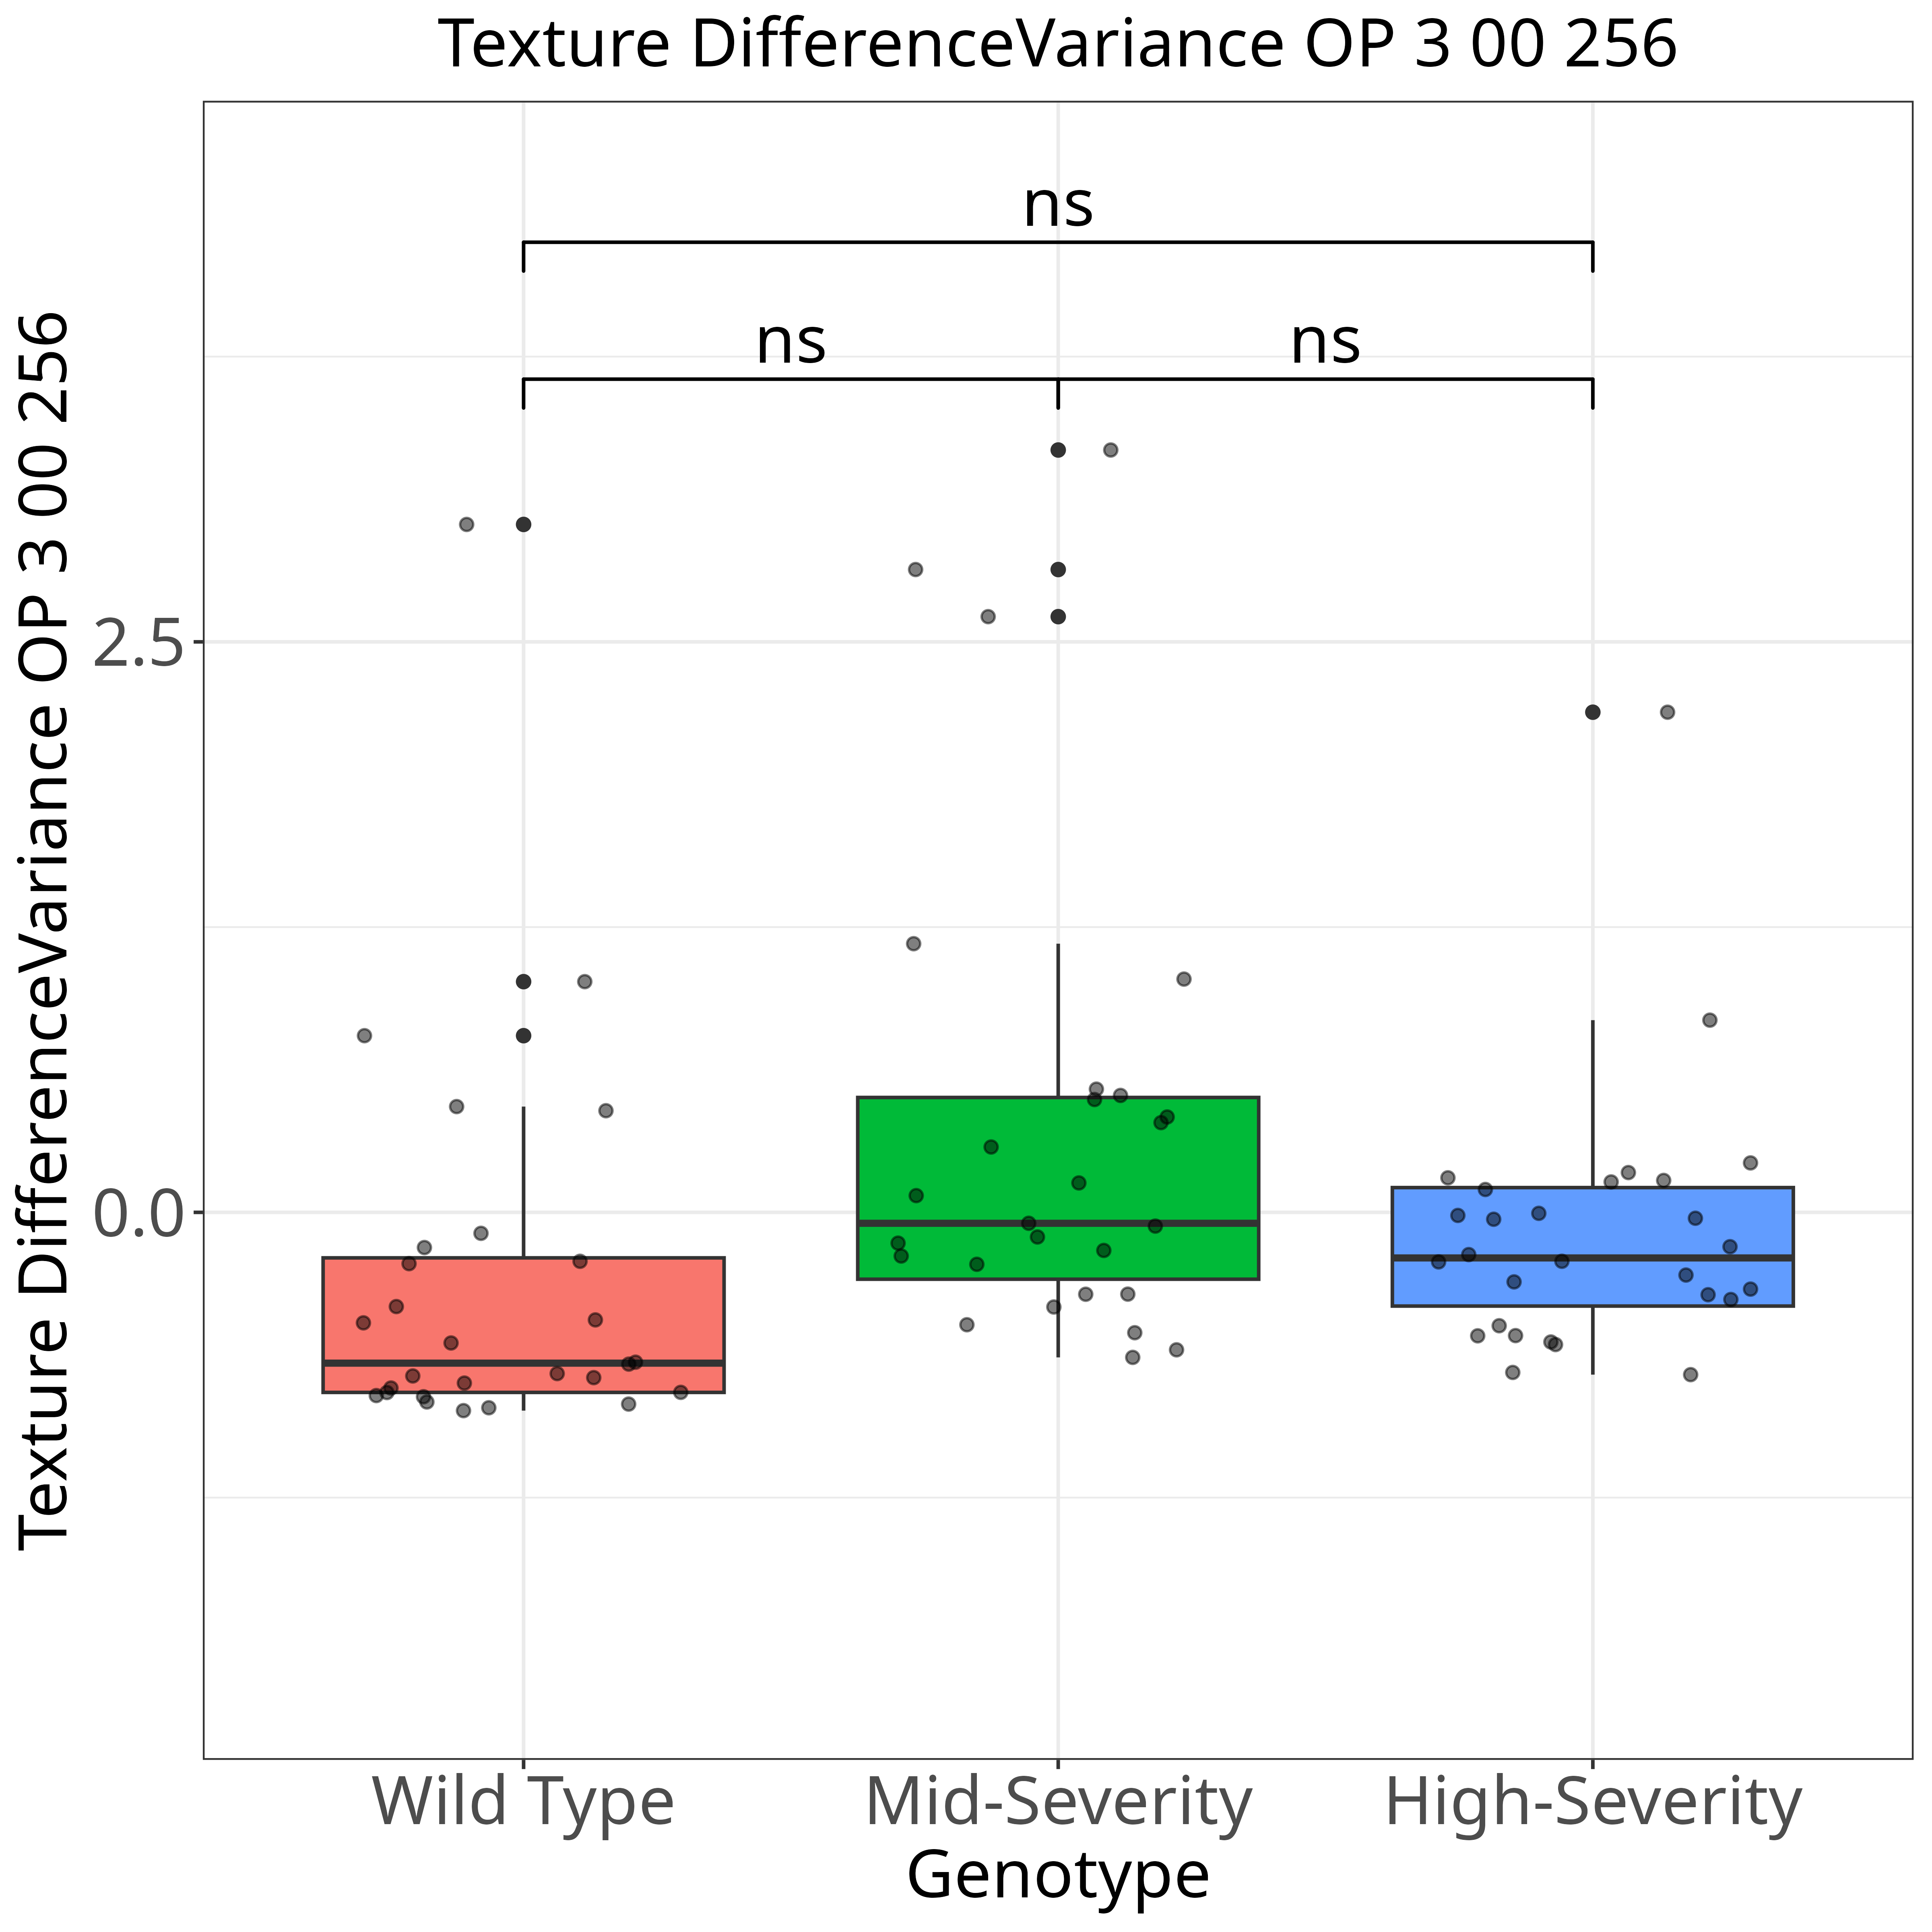 Texture DifferenceVariance OP 3 00 256
ns
ns ns
Texture DifferenceVariance OP 3 00 256
2.5
0.0
Wild Type Mid-Severity High-Severity
Genotype